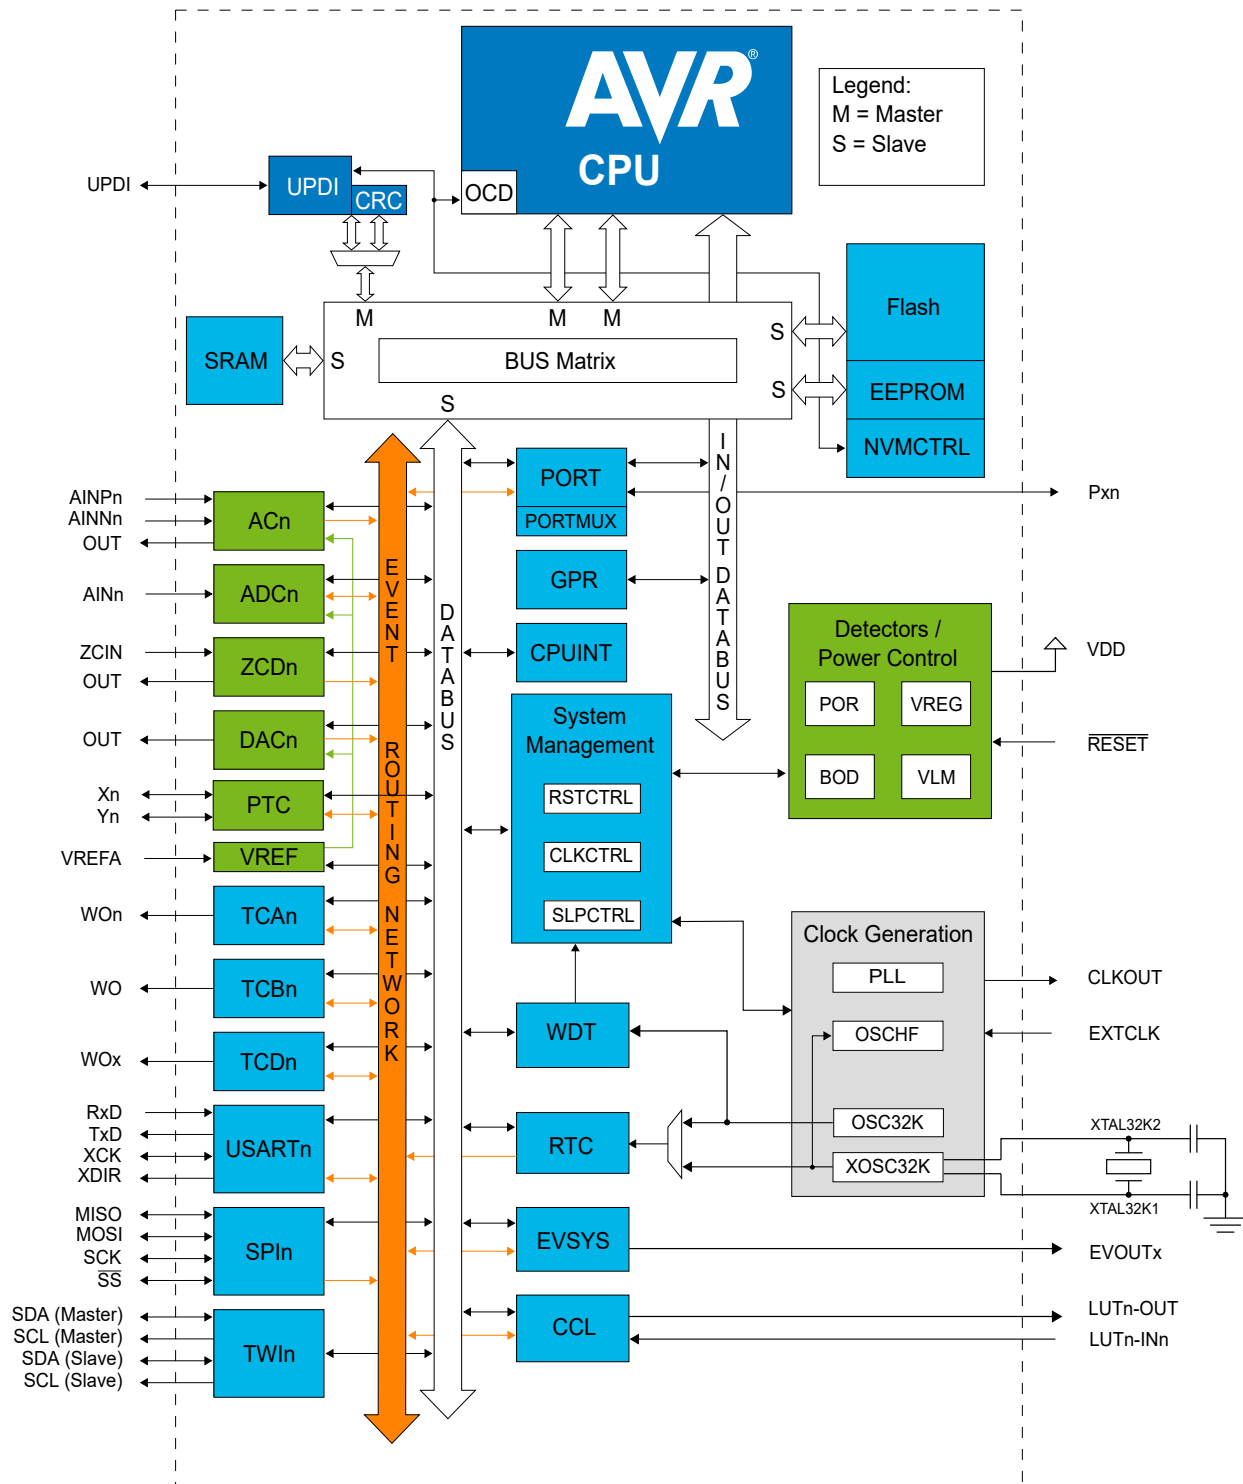 AVR®
CPU
OCD
Legend:
M = Master
S = Slave
UPDI
UPDI
CRC
M
M
M
S
S
S
S
BUS Matrix
SRAM
Flash
EEPROM
NVMCTRL
EVENT ROUTING NETWORK
DATABUS
IN/OUT DATABUS
AINPn
AINNn
OUT
ACn
AINn
ADCn
ZCIN
OUT
ZCDn
OUT
DACn
Xn
Yn
PTC
VREFA
VREF
WOn
TCAn
WO
TCBn
WOx
TCDn
RxD
TxD
XCK
XDIR
USARTn
MISO
MOSI
SCK
SS
SPIn
SDA (Master)
SCL (Master)
SDA (Slave)
SCL (Slave)
TWIn
PORT
PORTMUX
Pxn
GPR
CPUINT
System
Management
RSTCTRL
CLKCTRL
SLPCTRL
WDT
RTC
EVSYS
CCL
Detectors /
Power Control
POR
VREG
BOD
VLM
VDD
RESET
Clock Generation
PLL
OSCHF
OSC32K
XOSC32K
CLKOUT
EXTCLK
XTAL32K2
XTAL32K1
EVOUTx
LUTn-OUT
LUTn-INn